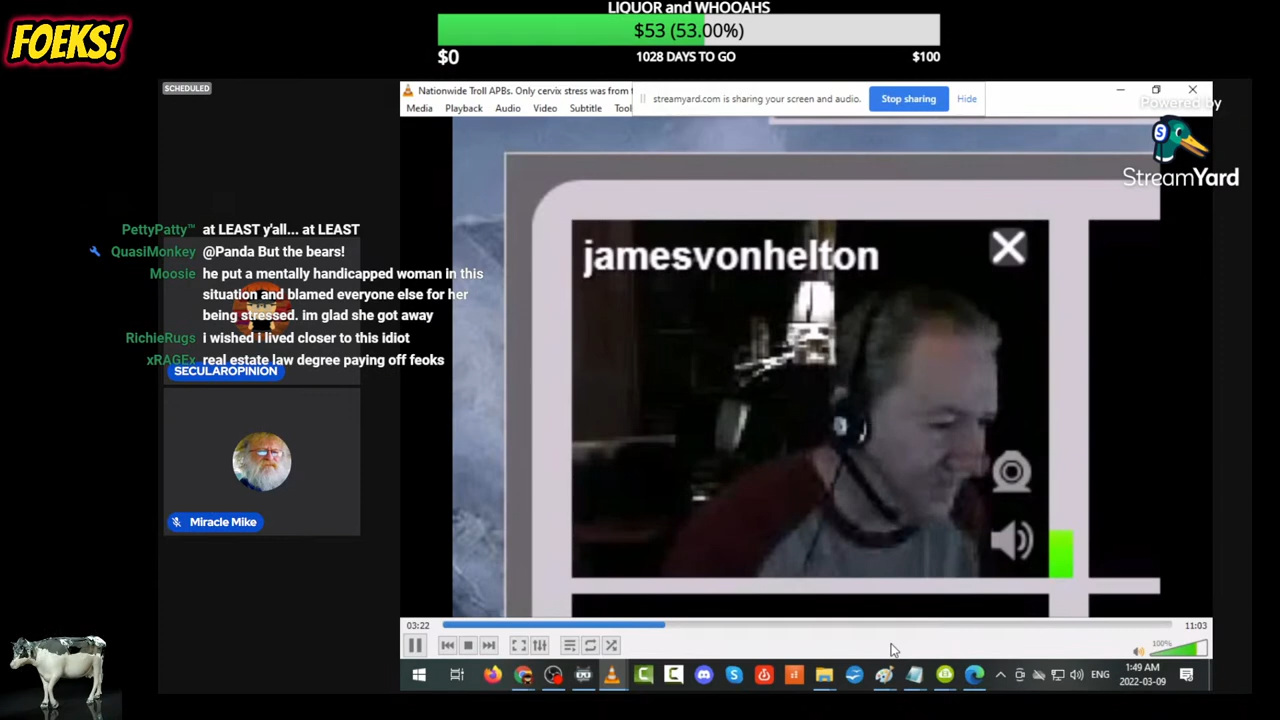 FOEKS!
LIQUOR and WHOOAHS
$53 (53.00%)
$0
1028 DAYS TO GO
$100
SCHEDULED
Nationwide Troll APBs. Only cervix stress was from
streamyard.com is sharing your screen and audio.
Stop sharing
Hide
Media Playback Audio Video Subtitle
Powered by
StreamYard
jamesvonhelton
PettyPatty™ at LEAST y'all... at LEAST
QuasiMonkey @Panda But the bears!
Moosie he put a mentally handicapped woman in this
situation and blamed everyone else for her
being stressed. im glad she got away
RichieRugs i wished i lived closer to this idiot
xRAGEx real estate law degree paying off feoks
SECULAROPINION
Miracle Mike
03:22
11:03
100%
ENG
1:49 AM
2022-03-09